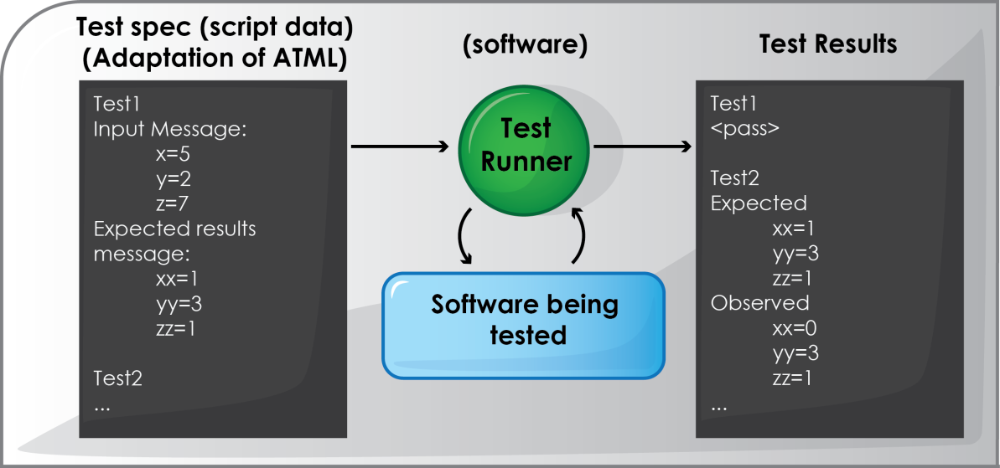 Test spec (script data)
(Adaptation of ATML)
Test1
Input Message:
x=5
y=2
z=7
Expected results
message:
xx=1
yy=3
zz=1
Test2
...
(software)
Test
Runner
Software being
tested
Test Results
Test1
<pass>
Test2
Expected
xx=1
yy=3
zz=1
Observed
xx=0
yy=3
zz=1
...